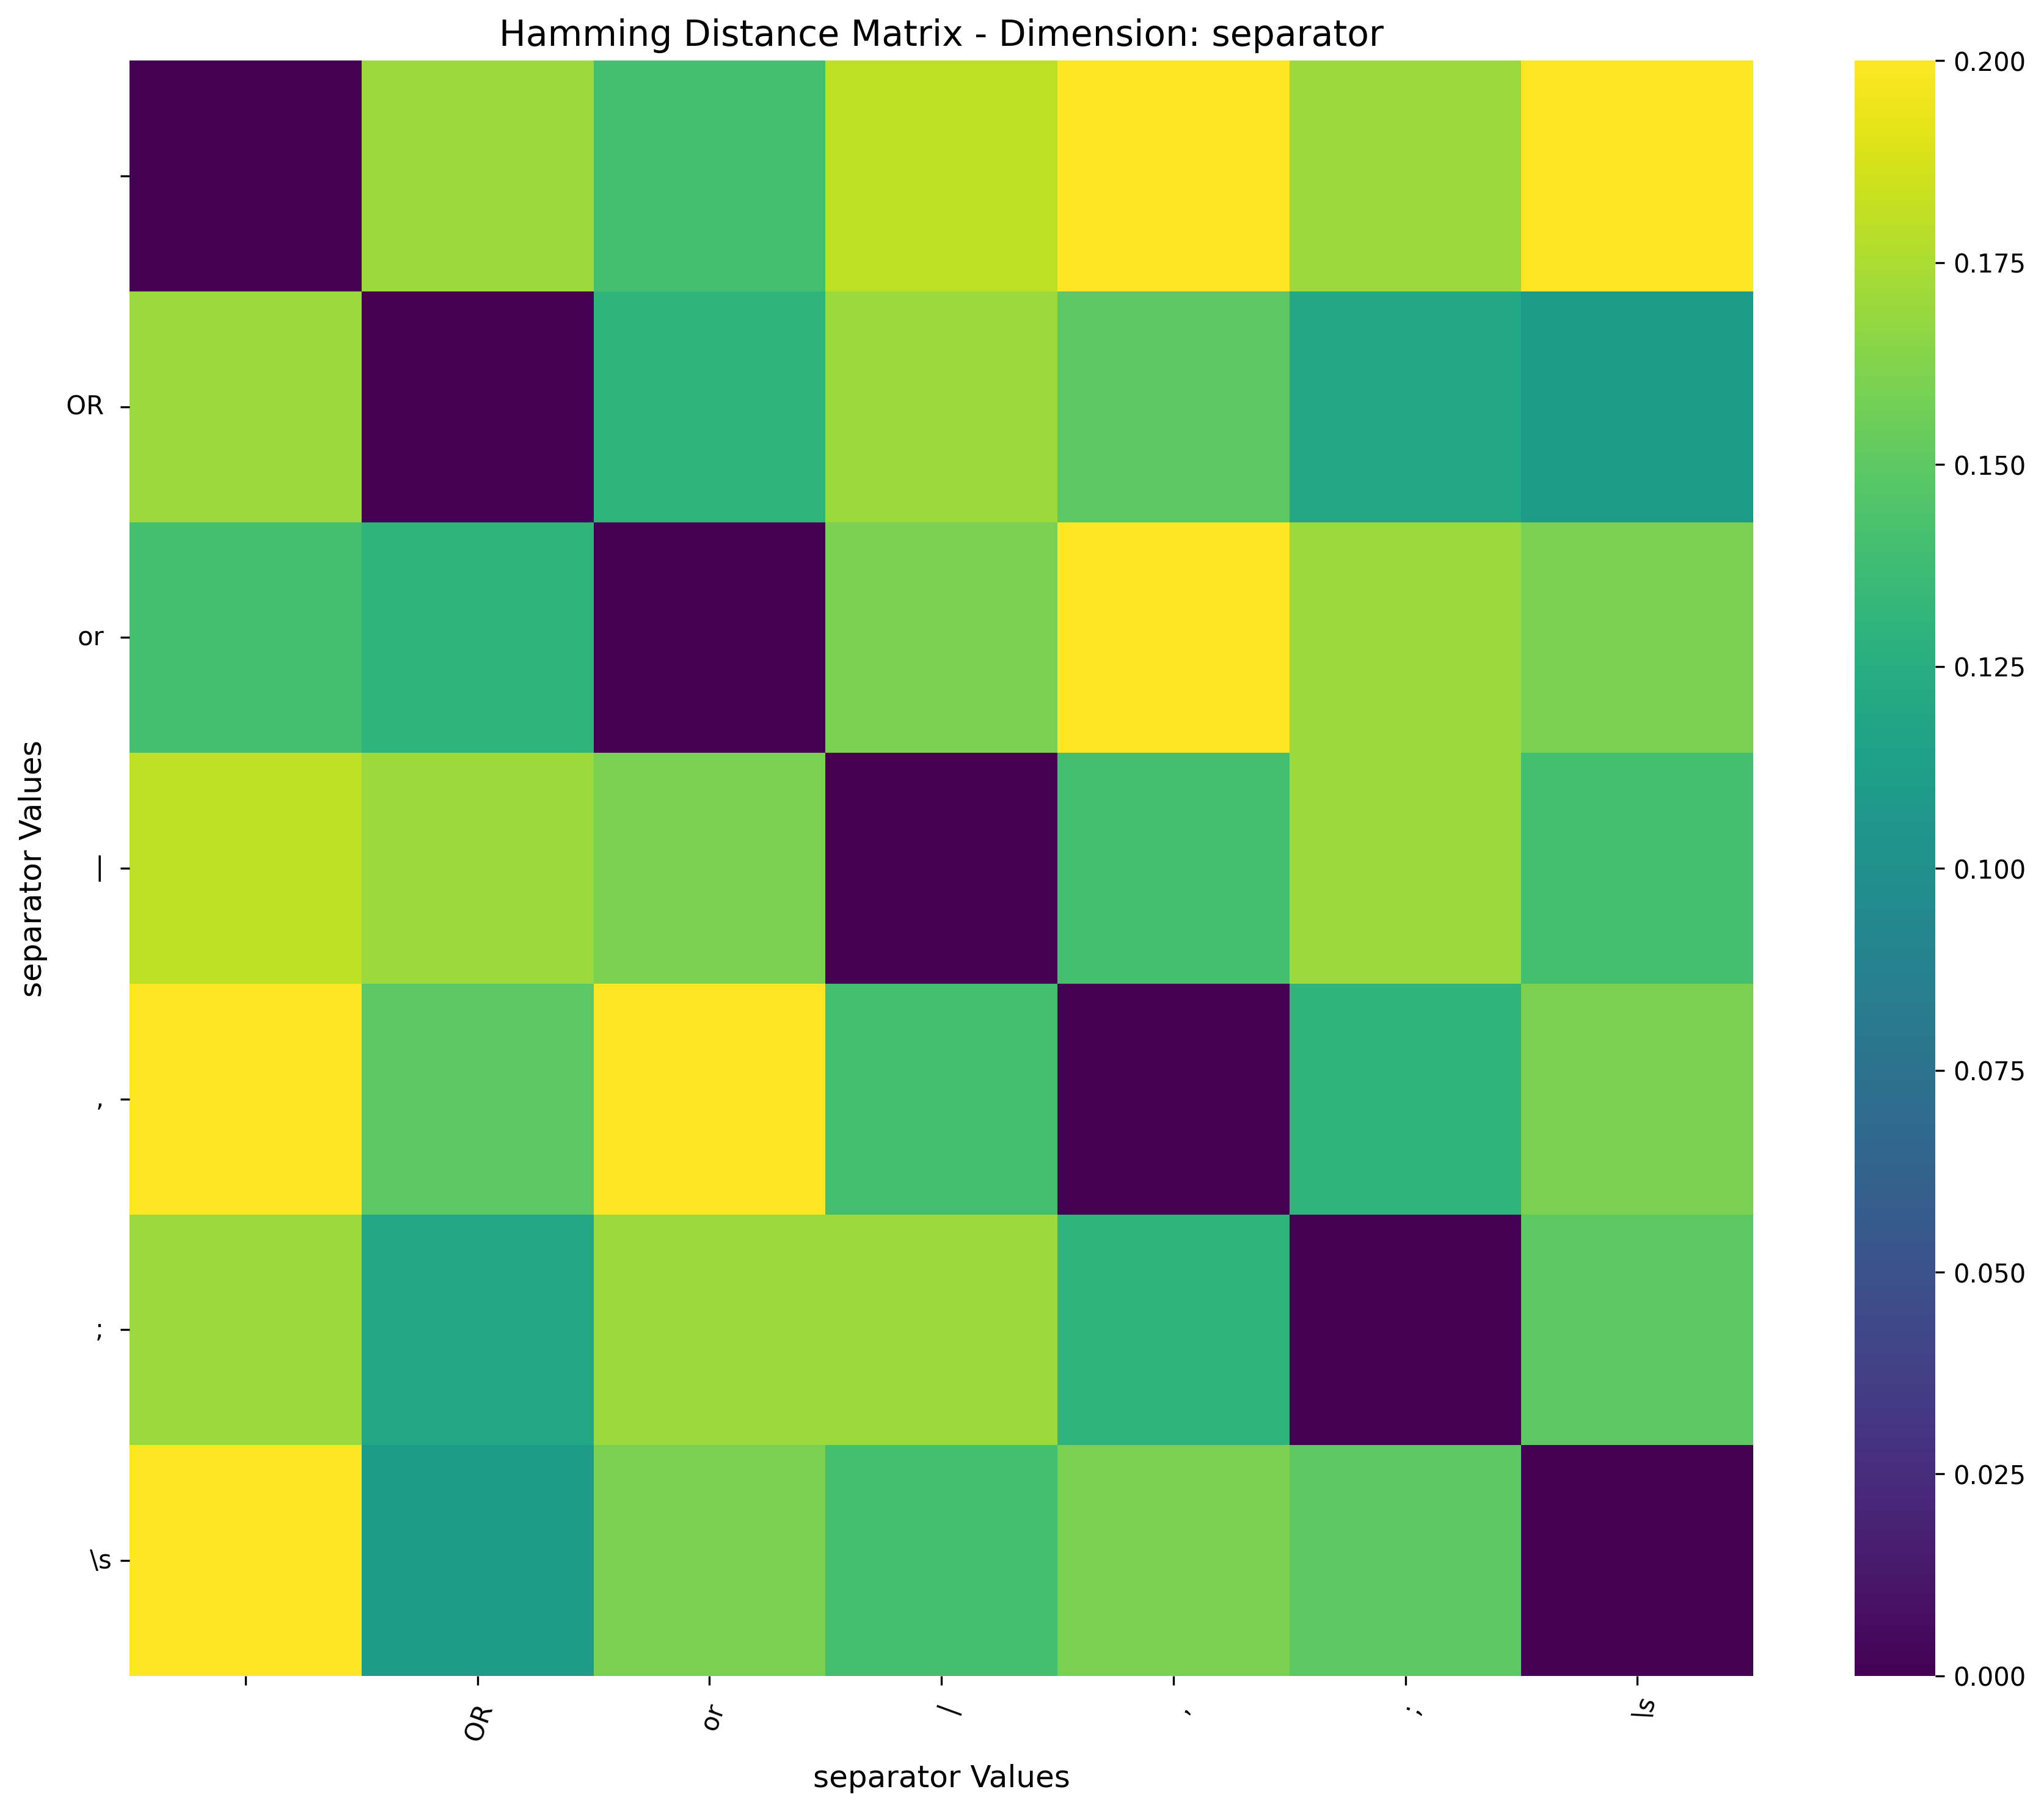 Hamming Distance Matrix - Dimension: separator
separator Values
OR
or
|
,
;
\s
OR
or
|
,
;
\s
separator Values
0.200
0.175
0.150
0.125
0.100
0.075
0.050
0.025
0.000